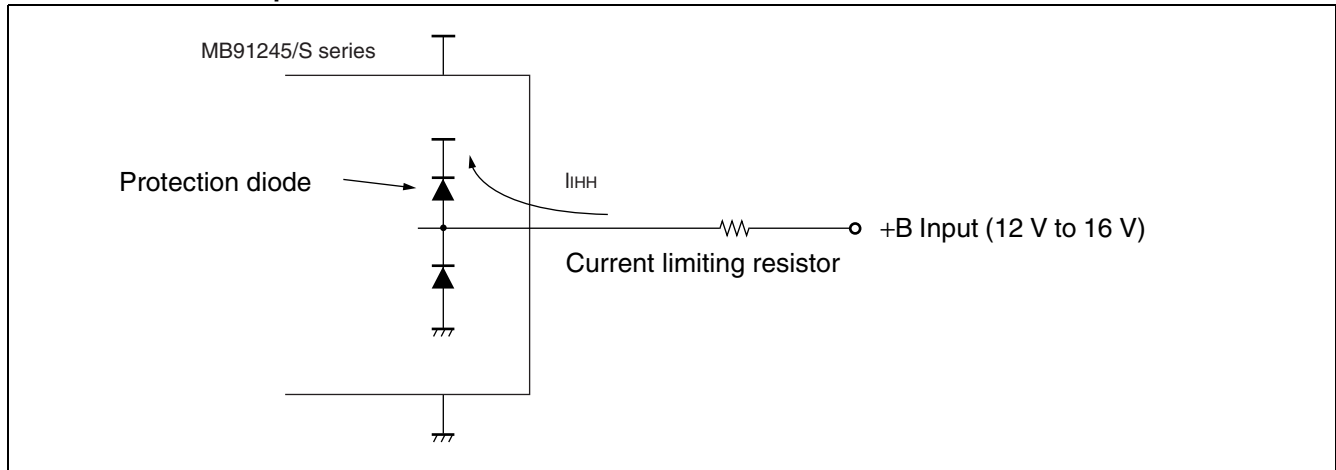 MB91245/S series
Protection diode
IIHH
+B Input (12 V to 16 V)
Current limiting resistor